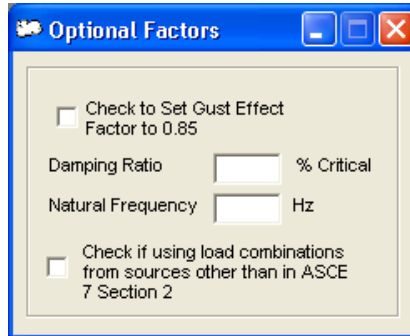 Optional Factors
Check to Set Gust Effect
Factor to 0.85
Damping Ratio % Critical
Natural Frequency Hz
Check if using load combinations
from sources other than in ASCE
7 Section 2